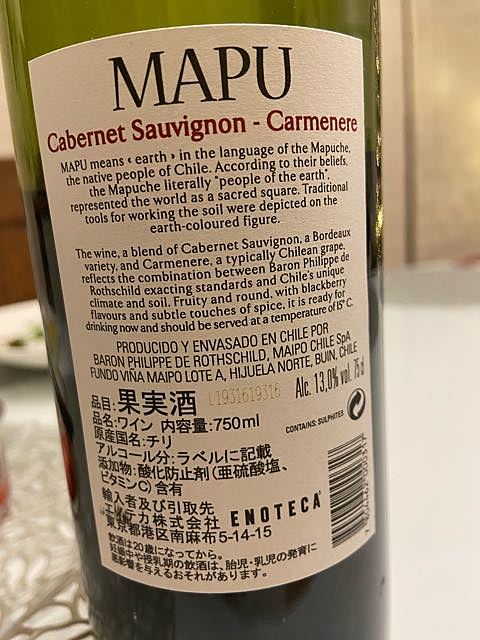 MAPU
Cabernet Sauvignon - Carmenere
MAPU means ‹ earth › in the language of the Mapuche,
the native people of Chile. According to their beliefs,
the Mapuche literally "people of the earth",
represented the world as a sacred square. Traditional
tools for working the soil were depicted on the
earth-coloured figure.
The wine, a blend of Cabernet Sauvignon, a Bordeaux
variety, and Carmenere, a typically Chilean grape,
reflects the combination between Baron Philippe de
Rothschild exacting standards and Chile's unique
climate and soil. Fruity and round, with blackberry
flavours and subtle touches of spice, it is ready for
drinking now and should be served at a temperature of 15° C.
PRODUCIDO Y ENVASADO EN CHILE POR
BARON PHILIPPE DE ROTHSCHILD, MAIPO CHILE SpA,
FUNDO VIÑA MAIPO LOTE A, HIJUELA NORTE, BUIN, CHILE
L1931619316
Alc. 13,0% vol. 75 cl
CONTAINS: SULPHITES
品目:果実酒
品名:ワイン 内容量:750ml
原産国名:チリ
アルコール分:ラベルに記載
添加物:酸化防止剤(亜硫酸塩、
ビタミンC)含有
輸入者及び引取先
エノテカ株式会社 ENOTECA
東京都港区南麻布5-14-15
飲酒は20歳になってから。
妊娠中や授乳期の飲酒は、胎児・乳児の発育に
悪影響を与えるおそれがあります。